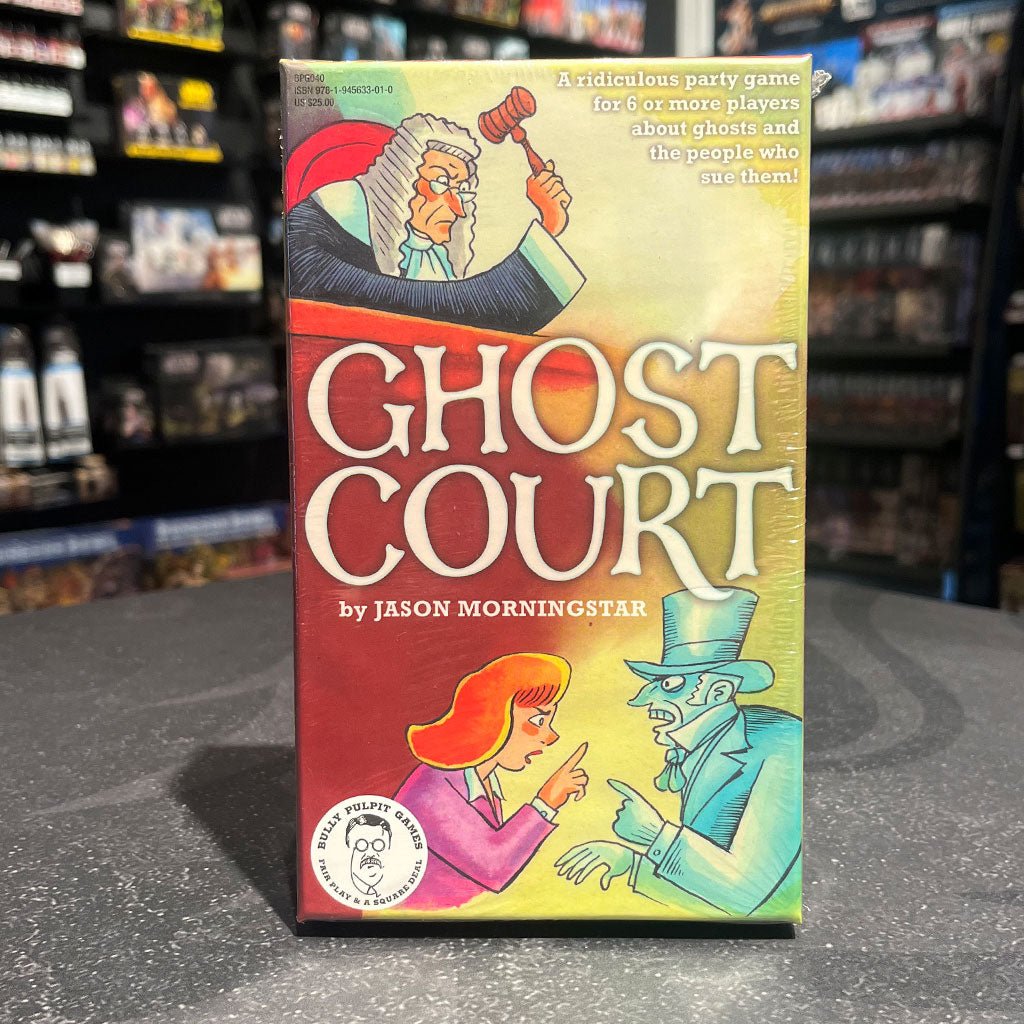 BPG040
ISBN 978-1-945633-01-0
US $25.00
A ridiculous party game
for 6 or more players
about ghosts and
the people who
sue them!
GHOST
COURT
by JASON MORNINGSTAR
BULLY PULPIT GAMES
FAIR PLAY & A SQUARE DEAL